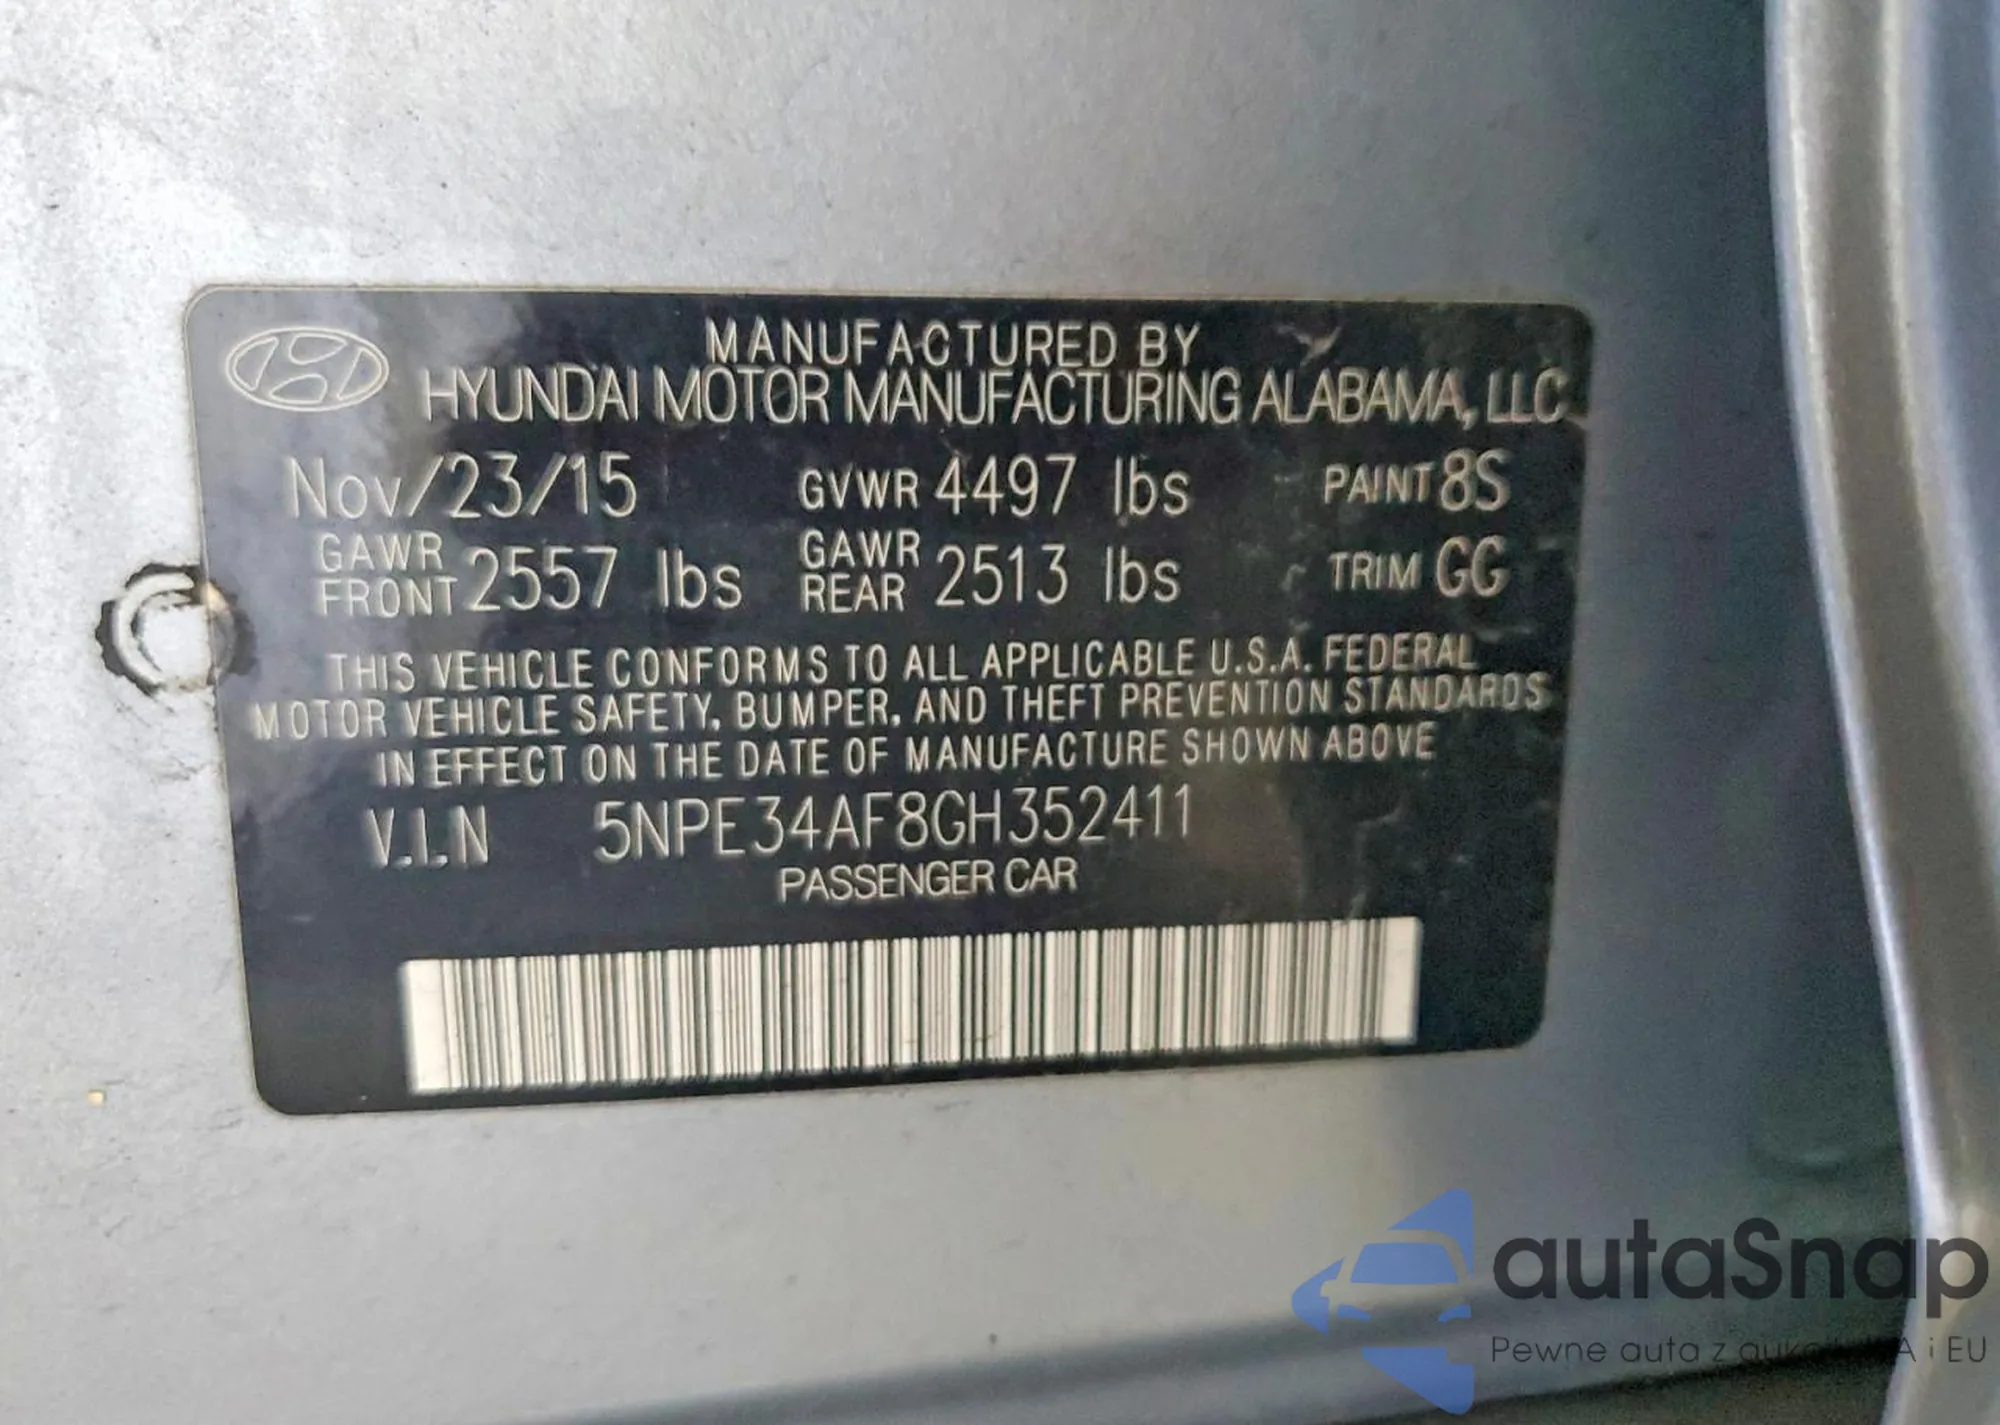 MANUFACTURED BY
HYUNDAI MOTOR MANUFACTURING ALABAMA, LLC
Nov/23/15 GVWR 4497 lbs PAINT 8S
GAWR FRONT 2557 lbs GAWR REAR 2513 lbs TRIM GG
THIS VEHICLE CONFORMS TO ALL APPLICABLE U.S.A. FEDERAL
MOTOR VEHICLE SAFETY, BUMPER, AND THEFT PREVENTION STANDARDS
IN EFFECT ON THE DATE OF MANUFACTURE SHOWN ABOVE
V.I.N 5NPE34AF8GH352411
PASSENGER CAR
autaSnap
Pewne auta z i EU